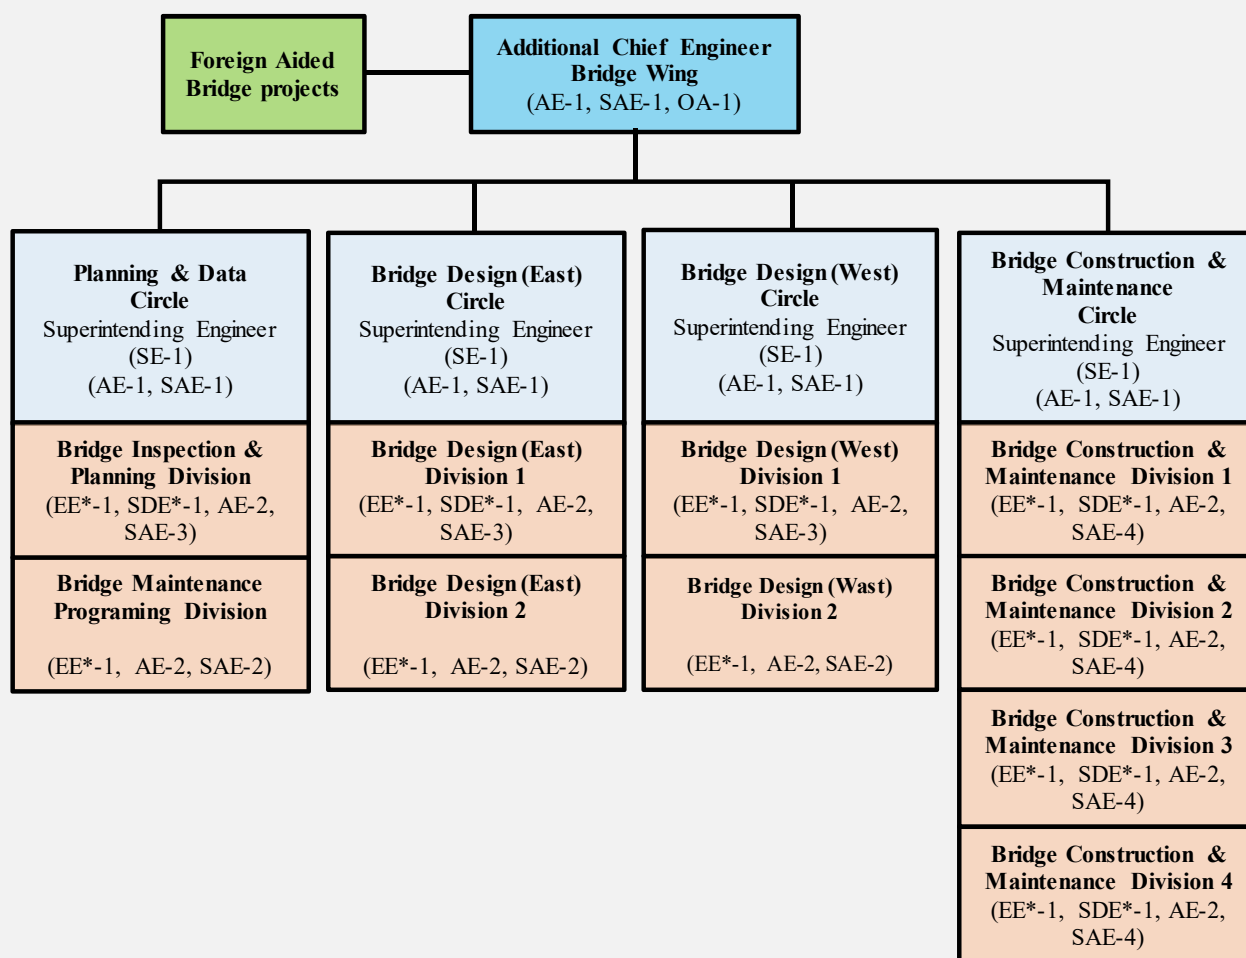 Foreign Aided
Bridge projects
Additional Chief Engineer
Bridge Wing
(AE-1, SAE-1, OA-1)
Planning & Data
Circle
Superintending Engineer
(SE-1)
(AE-1, SAE-1)
Bridge Inspection &
Planning Division
(EE*-1, SDE*-1, AE-2,
SAE-3)
Bridge Maintenance
Programing Division
(EE*-1, AE-2, SAE-2)
Bridge Design (East)
Circle
Superintending Engineer
(SE-1)
(AE-1, SAE-1)
Bridge Design (East)
Division 1
(EE*-1, SDE*-1, AE-2,
SAE-3)
Bridge Design (East)
Division 2
(EE*-1, AE-2, SAE-2)
Bridge Design (West)
Circle
Superintending Engineer
(SE-1)
(AE-1, SAE-1)
Bridge Design (West)
Division 1
(EE*-1, SDE*-1, AE-2,
SAE-3)
Bridge Design (Wast)
Division 2
(EE*-1, AE-2, SAE-2)
Bridge Construction &
Maintenance
Circle
Superintending Engineer
(SE-1)
(AE-1, SAE-1)
Bridge Construction &
Maintenance Division 1
(EE*-1, SDE*-1, AE-2,
SAE-4)
Bridge Construction &
Maintenance Division 2
(EE*-1, SDE*-1, AE-2,
SAE-4)
Bridge Construction &
Maintenance Division 3
(EE*-1, SDE*-1, AE-2,
SAE-4)
Bridge Construction &
Maintenance Division 4
(EE*-1, SDE*-1, AE-2,
SAE-4)